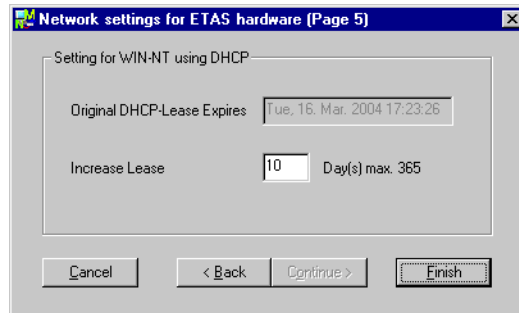 Network settings for ETAS hardware (Page 5)
Setting for WIN-NT using DHCP
Original DHCP-Lease Expires Tue, 16. Mar. 2004 17:23:26
Increase Lease 10 Day(s) max. 365
Cancel < Back Continue > Finish